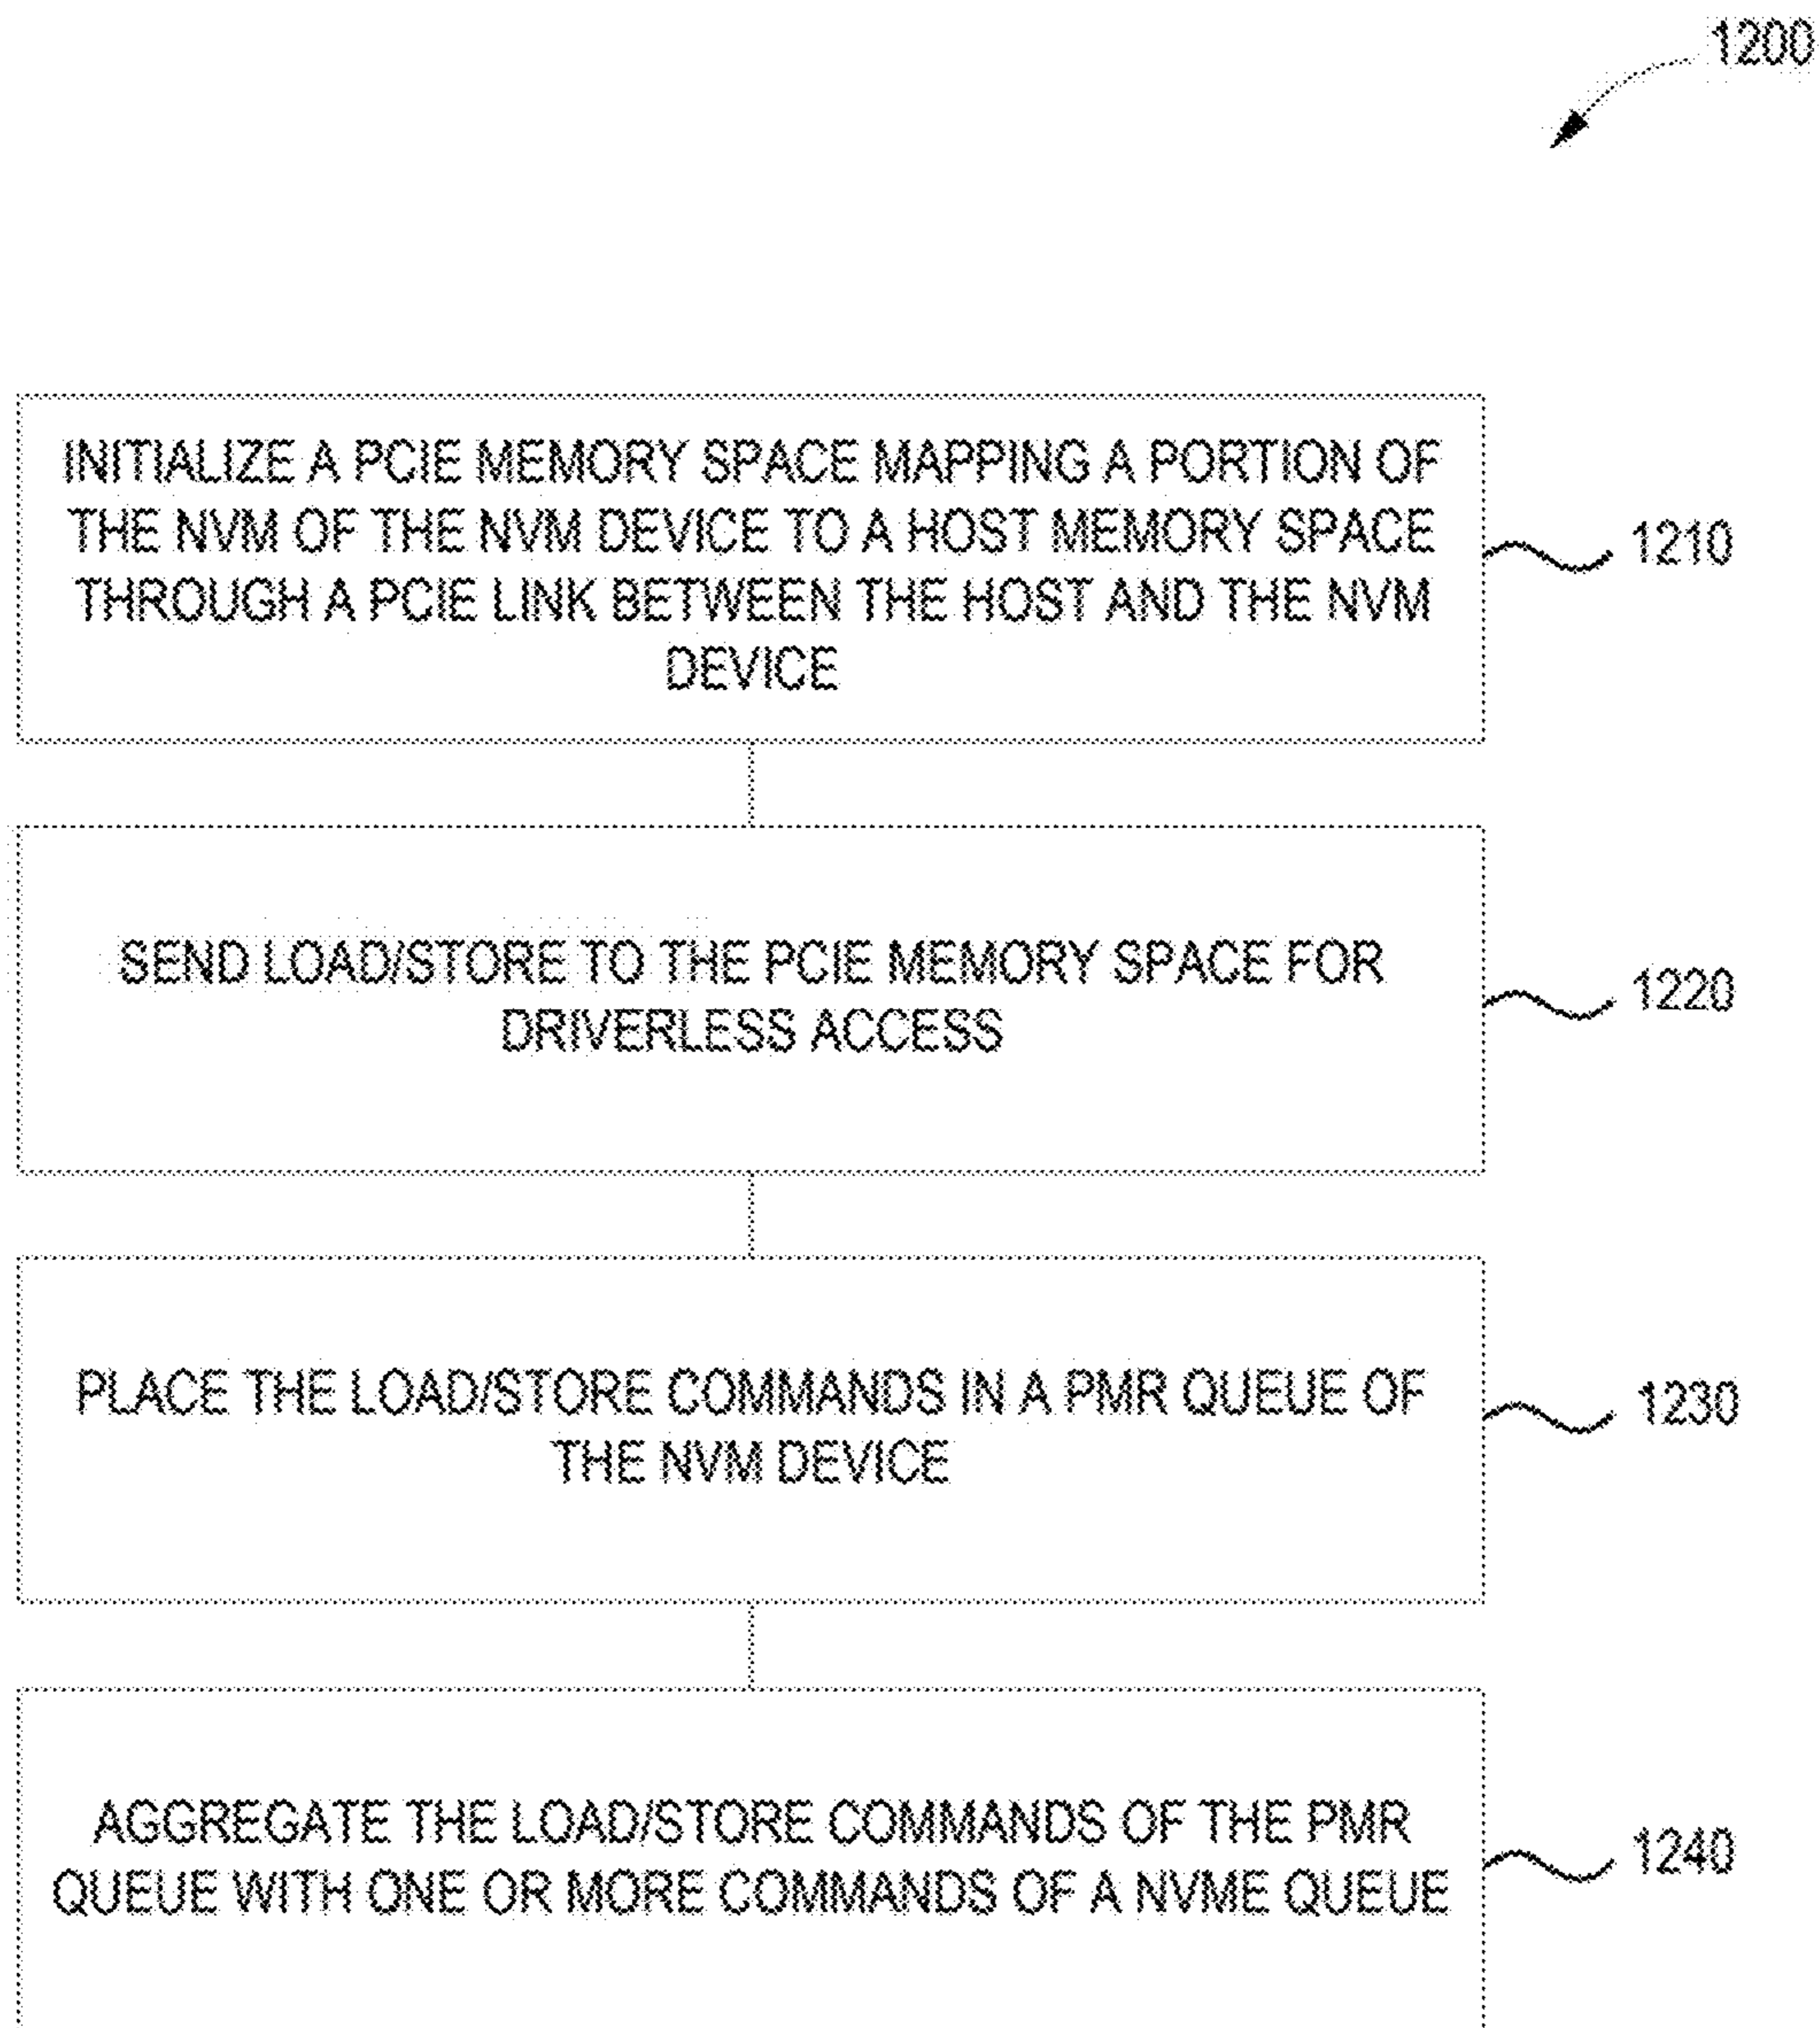 1200
INITIALIZE A PCIE MEMORY SPACE MAPPING A PORTION OF
THE NVM OF THE NVM DEVICE TO A HOST MEMORY SPACE
THROUGH A PCIE LINK BETWEEN THE HOST AND THE NVM
DEVICE
1210
SEND LOAD/STORE TO THE PCIE MEMORY SPACE FOR
DRIVERLESS ACCESS
1220
PLACE THE LOAD/STORE COMMANDS IN A PMR QUEUE OF
THE NVM DEVICE
1230
AGGREGATE THE LOAD/STORE COMMANDS OF THE PMR
QUEUE WITH ONE OR MORE COMMANDS OF A NVME QUEUE
1240